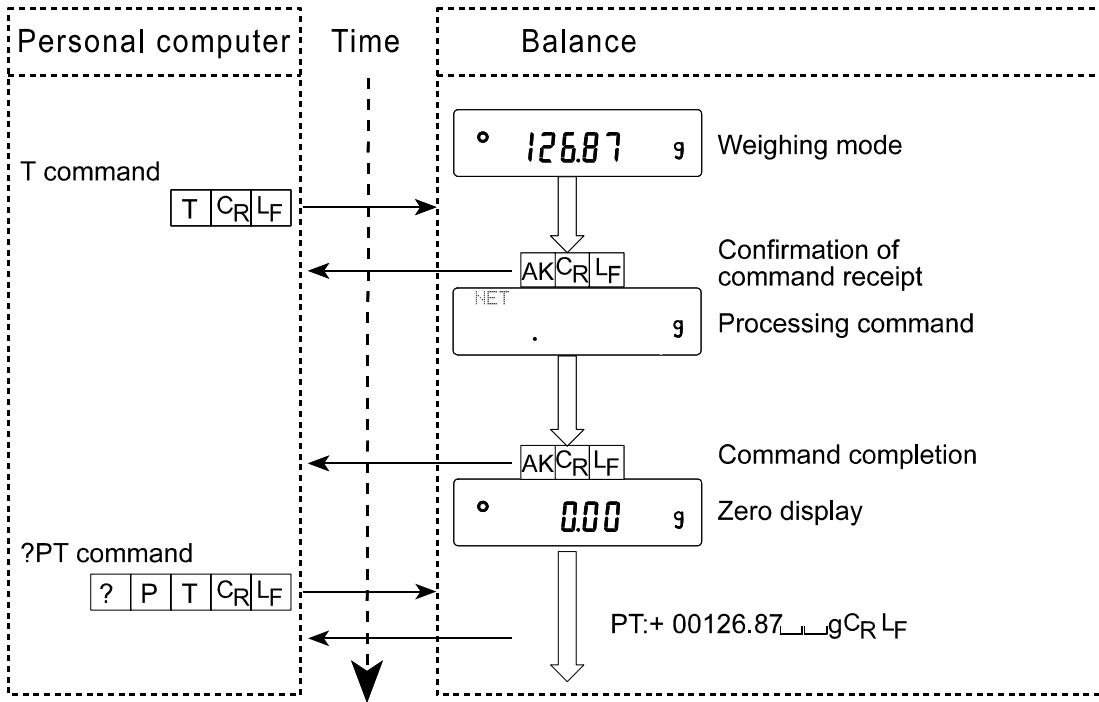 Personal computer Time Balance
126.87 g Weighing mode
T command
T CR LF
Confirmation of
command receipt
AK CR LF
NET
. g Processing command
AK CR LF Command completion
0.00 g Zero display
?PT command
? P T CR LF
PT:+ 00126.87␣␣gCR LF